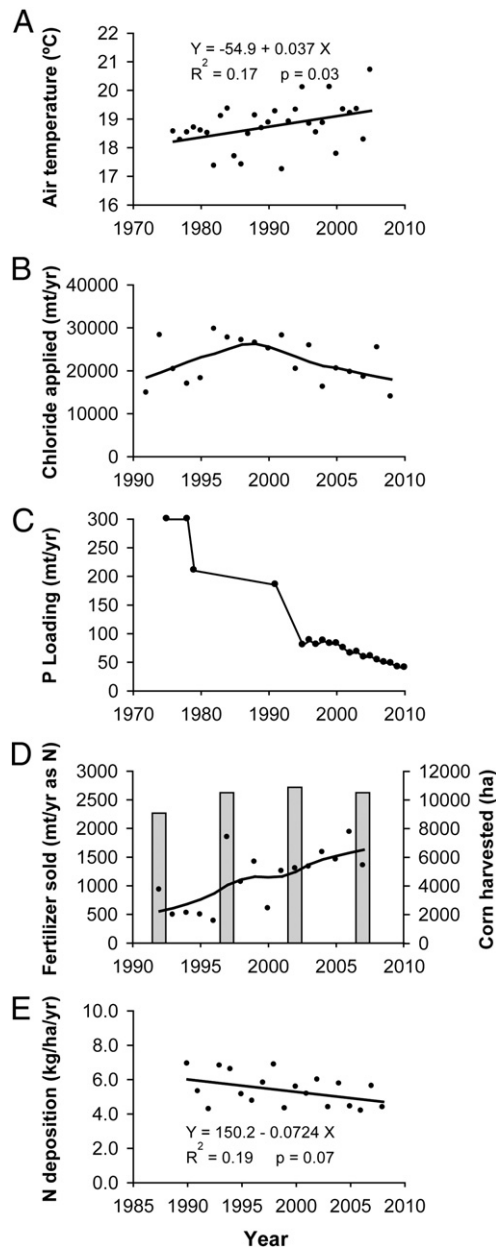 A
Air temperature (ºC)
Y = -54.9 + 0.037 X
R2 = 0.17 p = 0.03
22
21
20
19
18
17
16
1970 1980 1990 2000 2010
B
Chloride applied (mt/yr)
40000
30000
20000
10000
0
1990 1995 2000 2005 2010
C
P Loading (mt/yr)
300
250
200
150
100
50
0
1970 1980 1990 2000 2010
D
Fertilizer sold (mt/yr as N)
3000
2500
2000
1500
1000
500
0
12000
10000
8000
6000
4000
2000
0
Corn harvested (ha)
1990 1995 2000 2005 2010
E
N deposition (kg/ha/yr)
10.0
8.0
6.0
4.0
2.0
0.0
Y = 150.2 - 0.0724 X
R2 = 0.19 p = 0.07
1985 1990 1995 2000 2005 2010
Year